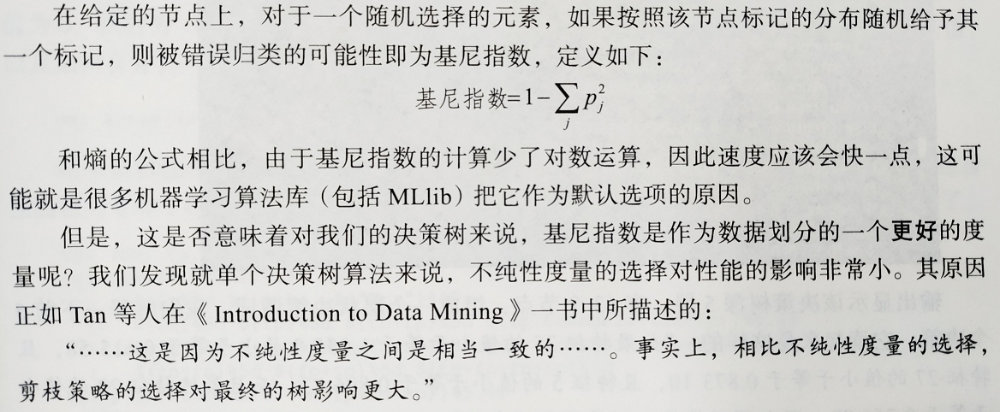 在给定的节点上，对于一个随机选择的元素，如果按照该节点标记的分布随机给予其
一个标记，则被错误归类的可能性即为基尼指数，定义如下：
基尼指数=1−∑p_j^2
j
和熵的公式相比，由于基尼指数的计算少了对数运算，因此速度应该会快一点，这可
能就是很多机器学习算法库（包括 MLlib）把它作为默认选项的原因。
但是，这是否意味着对我们的决策树来说，基尼指数是作为数据划分的一个更好的度
量呢？我们发现就单个决策树算法来说，不纯性度量的选择对性能的影响非常小。其原因
正如 Tan 等人在《Introduction to Data Mining》一书中所描述的：
“……这是因为不纯性度量之间是相当一致的……。事实上，相比不纯性度量的选择，
剪枝策略的选择对最终的树影响更大。”